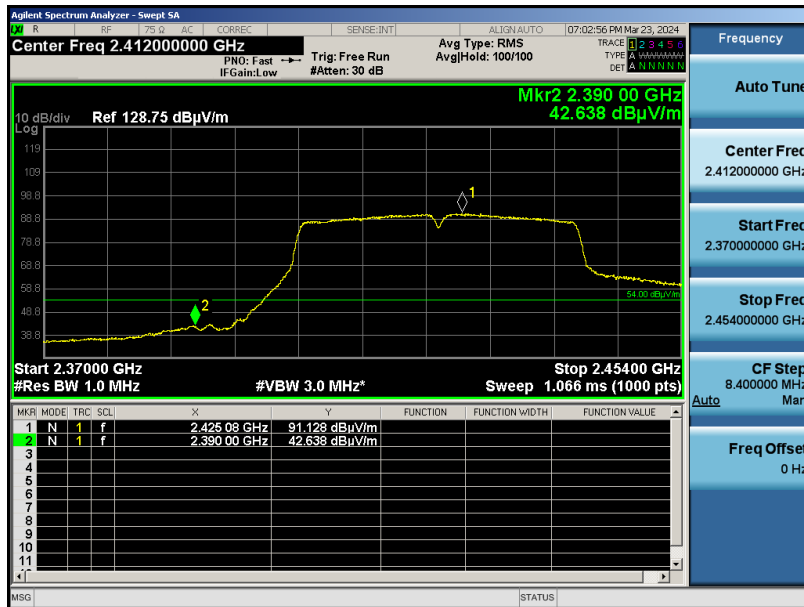 Agilent Spectrum Analyzer - Swept SA
LXI R RF 75 Ω AC CORREC SENSE:INT ALIGN AUTO 07:02:56 PM Mar 23, 2024
Center Freq 2.412000000 GHz
PNO: Fast
IFGain:Low
Trig: Free Run
#Atten: 30 dB
Avg Type: RMS
Avg|Hold: 100/100
TRACE 1 2 3 4 5 6
TYPE A
DET A N N N N N
Mkr2 2.390 00 GHz
42.638 dBµV/m
10 dB/div Ref 128.75 dBµV/m
Log
119
109
98.8
88.8
78.8
68.8
58.8
48.8
38.8
1
2
54.00 dBµV/m
Start 2.37000 GHz Stop 2.45400 GHz
#Res BW 1.0 MHz #VBW 3.0 MHz* Sweep 1.066 ms (1000 pts)
MKR MODE TRC SCL X Y FUNCTION FUNCTION WIDTH FUNCTION VALUE
1 N 1 f 2.425 08 GHz 91.128 dBµV/m
2 N 1 f 2.390 00 GHz 42.638 dBµV/m
3
4
5
6
7
8
9
10
11
MSG STATUS
Frequency
Auto Tune
Center Freq
2.412000000 GHz
Start Freq
2.370000000 GHz
Stop Freq
2.454000000 GHz
CF Step
8.400000 MHz
Auto Man
Freq Offset
0 Hz